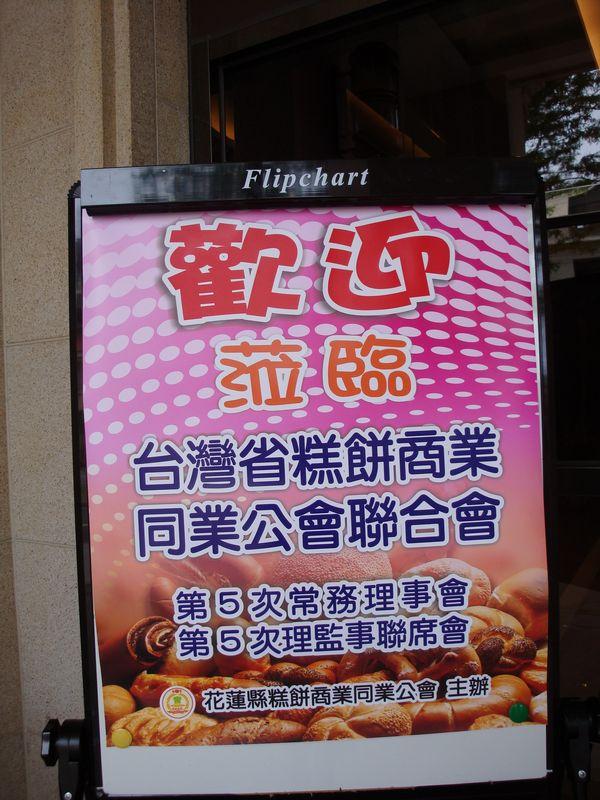 Flipchart
歡迎
蒞臨
台灣省糕餅商業
同業公會聯合會
第5次常務理事會
第5次理監事聯席會
花蓮縣糕餅商業同業公會 主辦